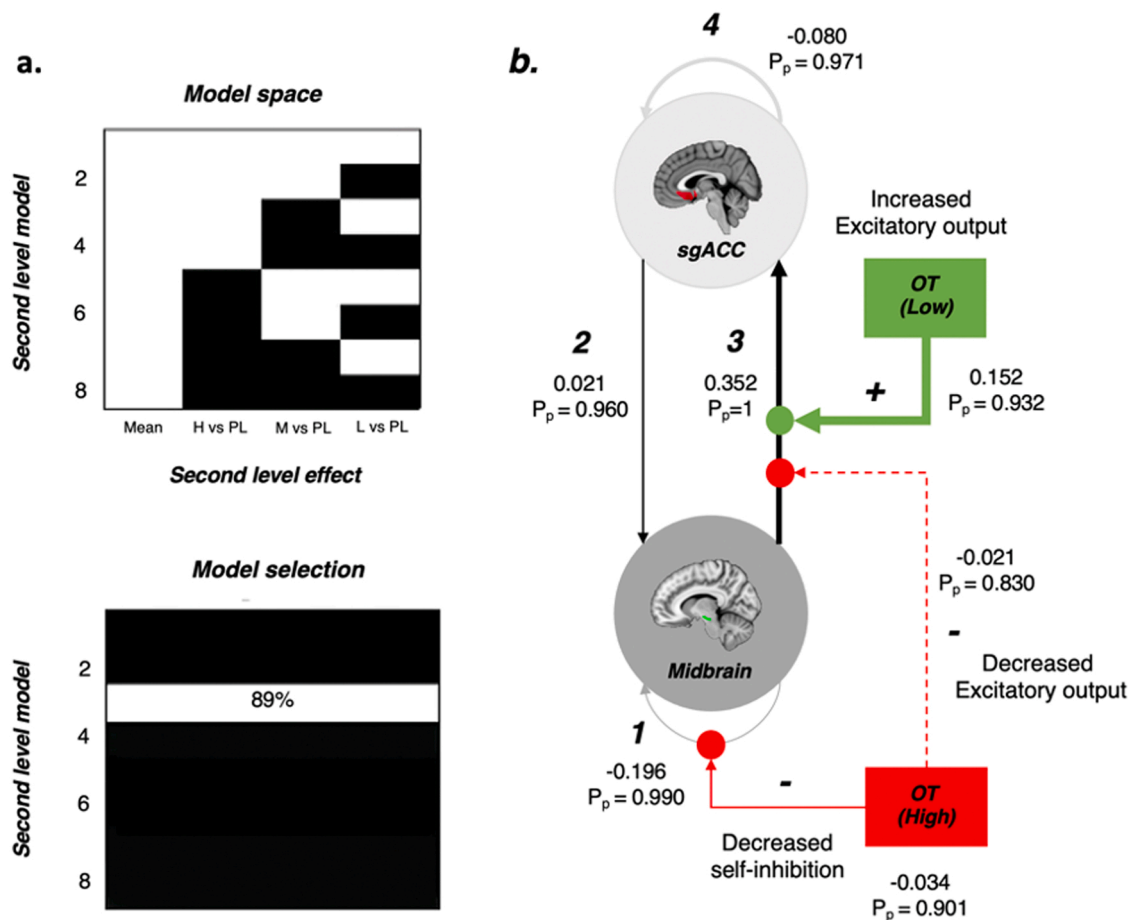 a.
Model space
Second level model
2
4
6
8
Mean
H vs PL
M vs PL
L vs PL
Second level effect
Model selection
Second level model
2
89%
4
6
8
b.
4
-0.080
Pp = 0.971
sgACC
Increased
Excitatory output
OT
(Low)
2
0.021
Pp = 0.960
3
0.352
Pp=1
+
0.152
Pp = 0.932
-0.021
Pp = 0.830
-
Decreased
Excitatory output
Midbrain
1
-0.196
Pp = 0.990
-
Decreased
self-inhibition
OT
(High)
-0.034
Pp = 0.901